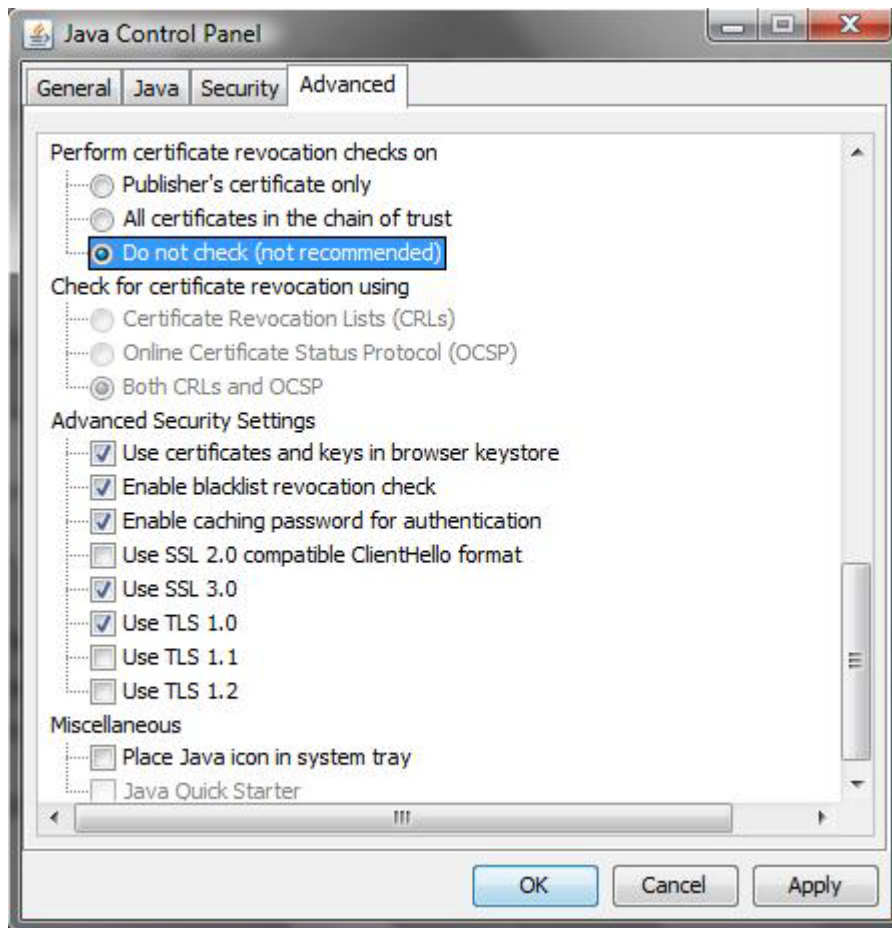 Java Control Panel
General Java Security Advanced
Perform certificate revocation checks on
Publisher's certificate only
All certificates in the chain of trust
Do not check (not recommended)
Check for certificate revocation using
Certificate Revocation Lists (CRLs)
Online Certificate Status Protocol (OCSP)
Both CRLs and OCSP
Advanced Security Settings
Use certificates and keys in browser keystore
Enable blacklist revocation check
Enable caching password for authentication
Use SSL 2.0 compatible ClientHello format
Use SSL 3.0
Use TLS 1.0
Use TLS 1.1
Use TLS 1.2
Miscellaneous
Place Java icon in system tray
Java Quick Starter
OK Cancel Apply